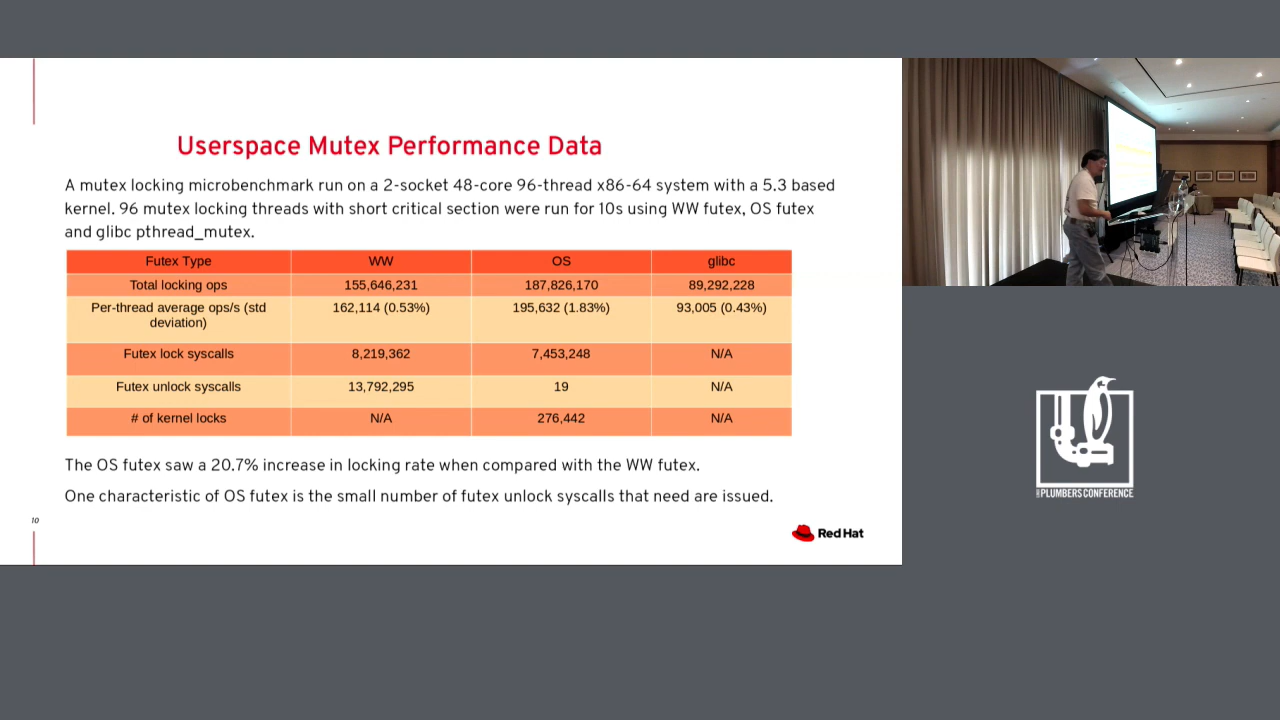 Userspace Mutex Performance Data
A mutex locking microbenchmark run on a 2-socket 48-core 96-thread x86-64 system with a 5.3 based
kernel. 96 mutex locking threads with short critical section were run for 10s using WW futex, OS futex
and glibc pthread_mutex.
Futex Type WW OS glibc
Total locking ops 155,646,231 187,826,170 89,292,228
Per-thread average ops/s (std 162,114 (0.53%) 195,632 (1.83%) 93,005 (0.43%)
deviation)
Futex lock syscalls 8,219,362 7,453,248 N/A
Futex unlock syscalls 13,792,295 19 N/A
# of kernel locks N/A 276,442 N/A
The OS futex saw a 20.7% increase in locking rate when compared with the WW futex.
One characteristic of OS futex is the small number of futex unlock syscalls that need are issued.
10
Red Hat
PLUMBERS CONFERENCE